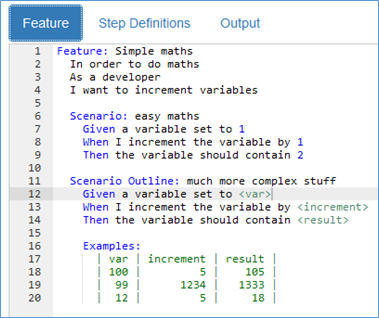 Feature Step Definitions Output
1 Feature: Simple maths
2 In order to do maths
3 As a developer
4 I want to increment variables
5
6 Scenario: easy maths
7 Given a variable set to 1
8 When I increment the variable by 1
9 Then the variable should contain 2
10
11 Scenario Outline: much more complex stuff
12 Given a variable set to <var>
13 When I increment the variable by <increment>
14 Then the variable should contain <result>
15
16 Examples:
17 | var | increment | result |
18 | 100 | 5 | 105 |
19 | 99 | 1234 | 1333 |
20 | 12 | 5 | 18 |